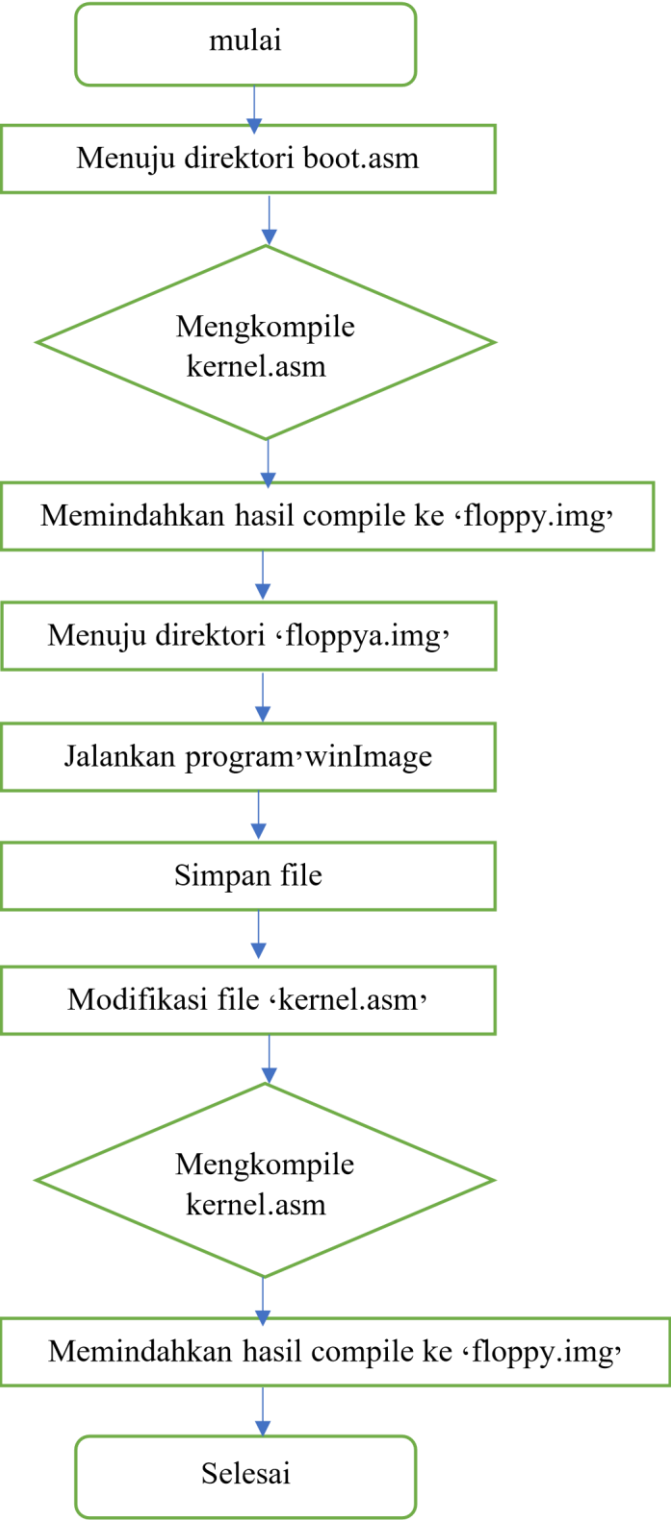 mulai
Menuju direktori boot.asm
Mengkompile
kernel.asm
Memindahkan hasil compile ke ‘floppy.img’
Menuju direktori ‘floppya.img’
Jalankan program’winImage
Simpan file
Modifikasi file ‘kernel.asm’
Mengkompile
kernel.asm
Memindahkan hasil compile ke ‘floppy.img’
Selesai